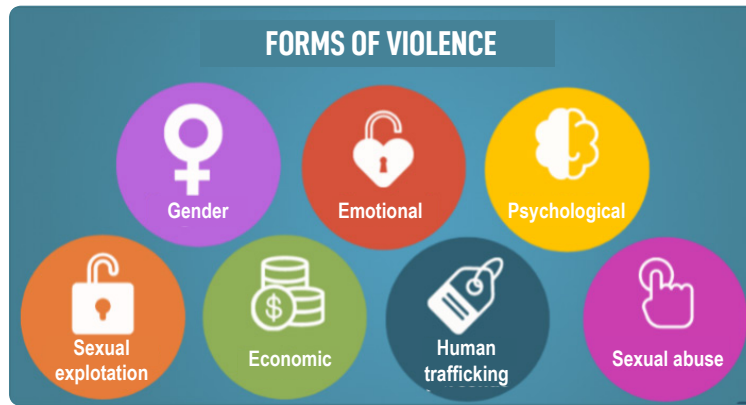 FORMS OF VIOLENCE
Gender
Emotional
Psychological
Sexual
explotation
Economic
Human
trafficking
Sexual abuse